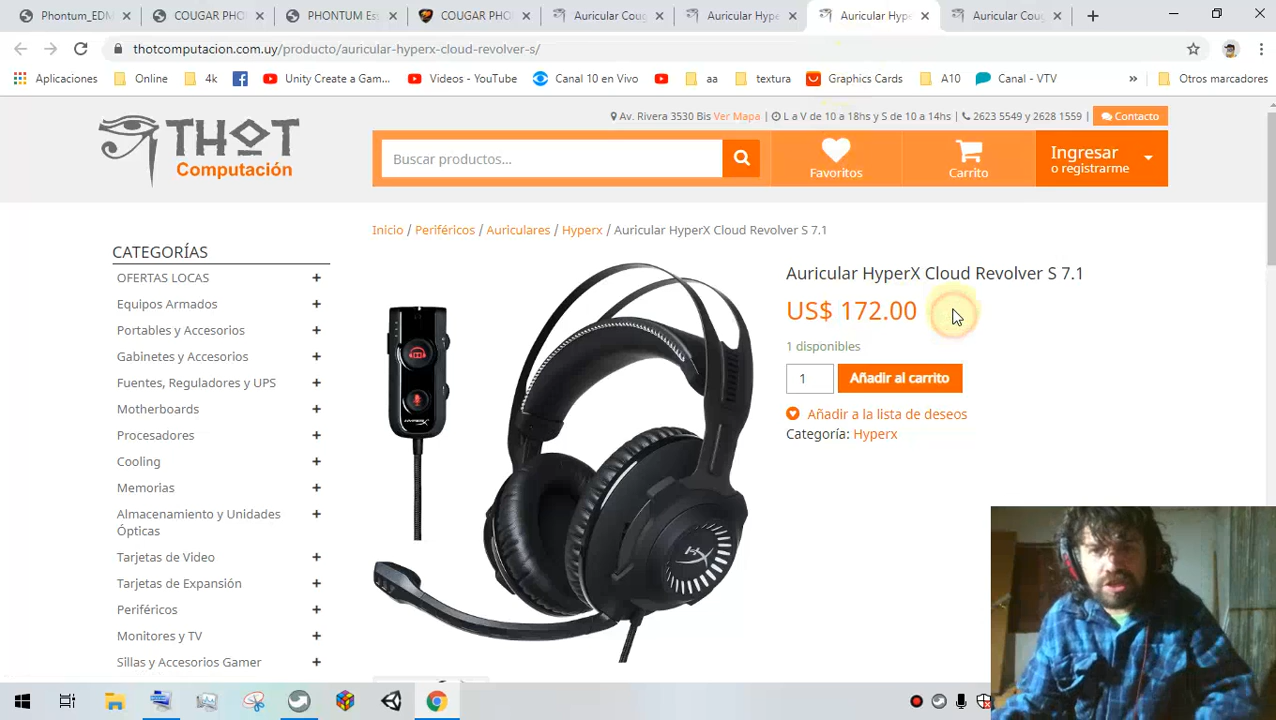 Phontum_EDM
COUGAR PHO
PHONTUM Es
COUGAR PHO
Auricular Coug
Auricular Hype
Auricular Hype
Auricular Coug
thotcomputacion.com.uy/producto/auricular-hyperx-cloud-revolver-s/
Aplicaciones Online 4k Unity Create a Gam... Videos - YouTube Canal 10 en Vivo aa textura Graphics Cards A10 Canal - VTV » Otros marcadores
Av. Rivera 3530 Bis Ver Mapa | L a V de 10 a 18hs y S de 10 a 14hs | 2623 5549 y 2628 1559 | Contacto
THOT
Computación
Buscar productos...
Favoritos
Carrito
Ingresar
o registrarme
Inicio / Periféricos / Auriculares / Hyperx / Auricular HyperX Cloud Revolver S 7.1
CATEGORÍAS
OFERTAS LOCAS +
Equipos Armados +
Portables y Accesorios +
Gabinetes y Accesorios +
Fuentes, Reguladores y UPS +
Motherboards +
Procesadores +
Cooling +
Memorias +
Almacenamiento y Unidades +
Ópticas
Tarjetas de Video +
Tarjetas de Expansión +
Periféricos +
Monitores y TV +
Sillas y Accesorios Gamer +
Auricular HyperX Cloud Revolver S 7.1
US$ 172.00
1 disponibles
1 Añadir al carrito
Añadir a la lista de deseos
Categoría: Hyperx